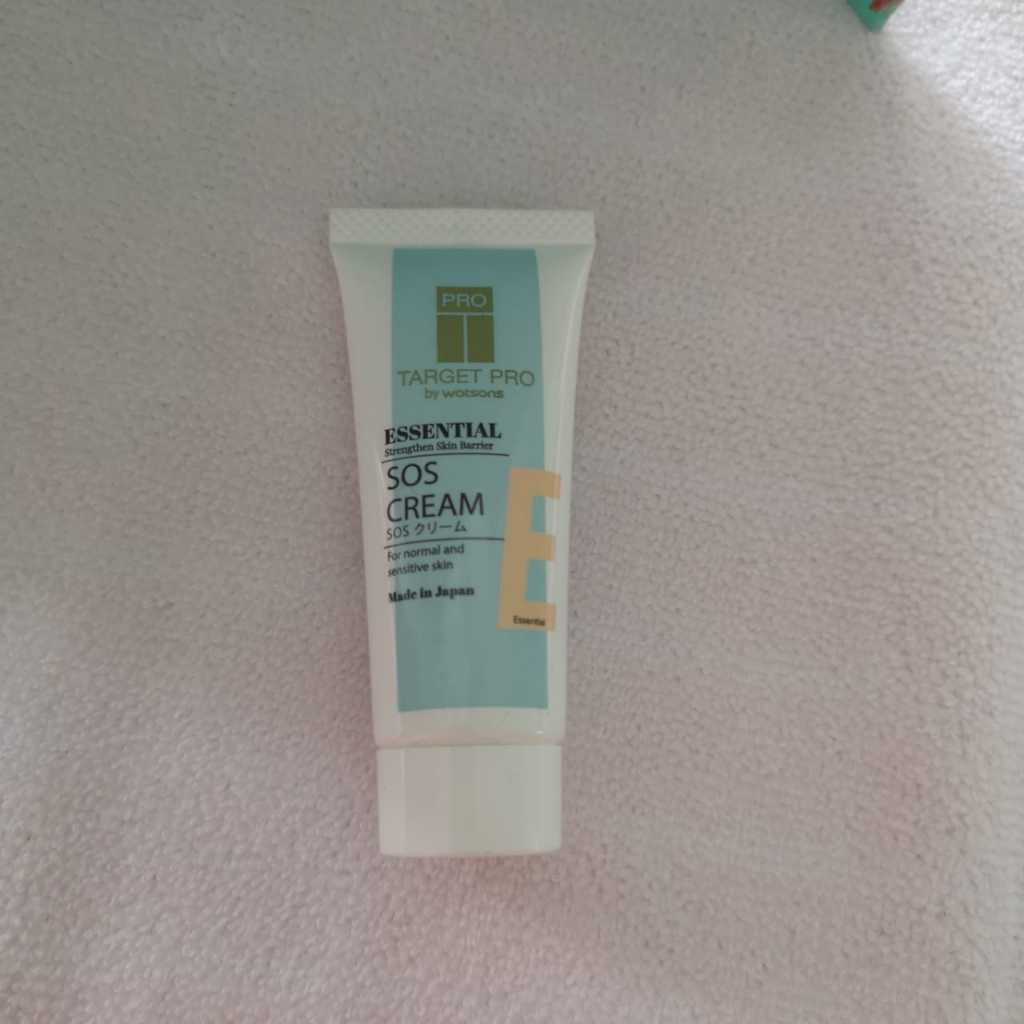 PRO
TARGET PRO
by watsons
ESSENTIAL
Strengthen Skin Barrier
SOS
CREAM
SOS クリーム
For normal and
sensitive skin
Made in Japan
E
Essential